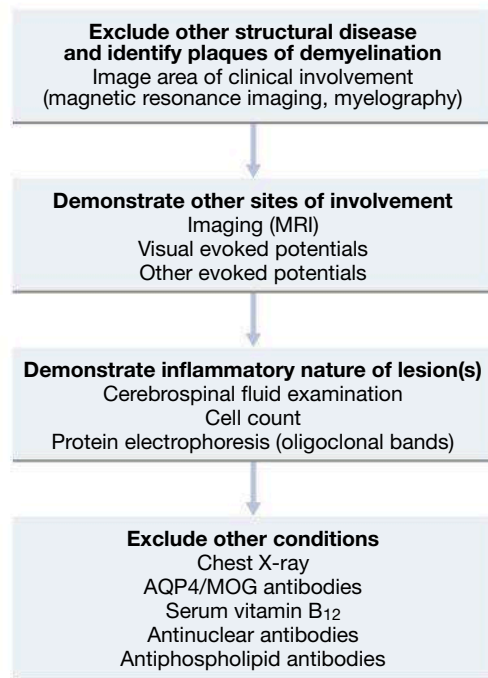 Exclude other structural disease
and identify plaques of demyelination
Image area of clinical involvement
(magnetic resonance imaging, myelography)
Demonstrate other sites of involvement
Imaging (MRI)
Visual evoked potentials
Other evoked potentials
Demonstrate inflammatory nature of lesion(s)
Cerebrospinal fluid examination
Cell count
Protein electrophoresis (oligoclonal bands)
Exclude other conditions
Chest X-ray
AQP4/MOG antibodies
Serum vitamin B₁₂
Antinuclear antibodies
Antiphospholipid antibodies